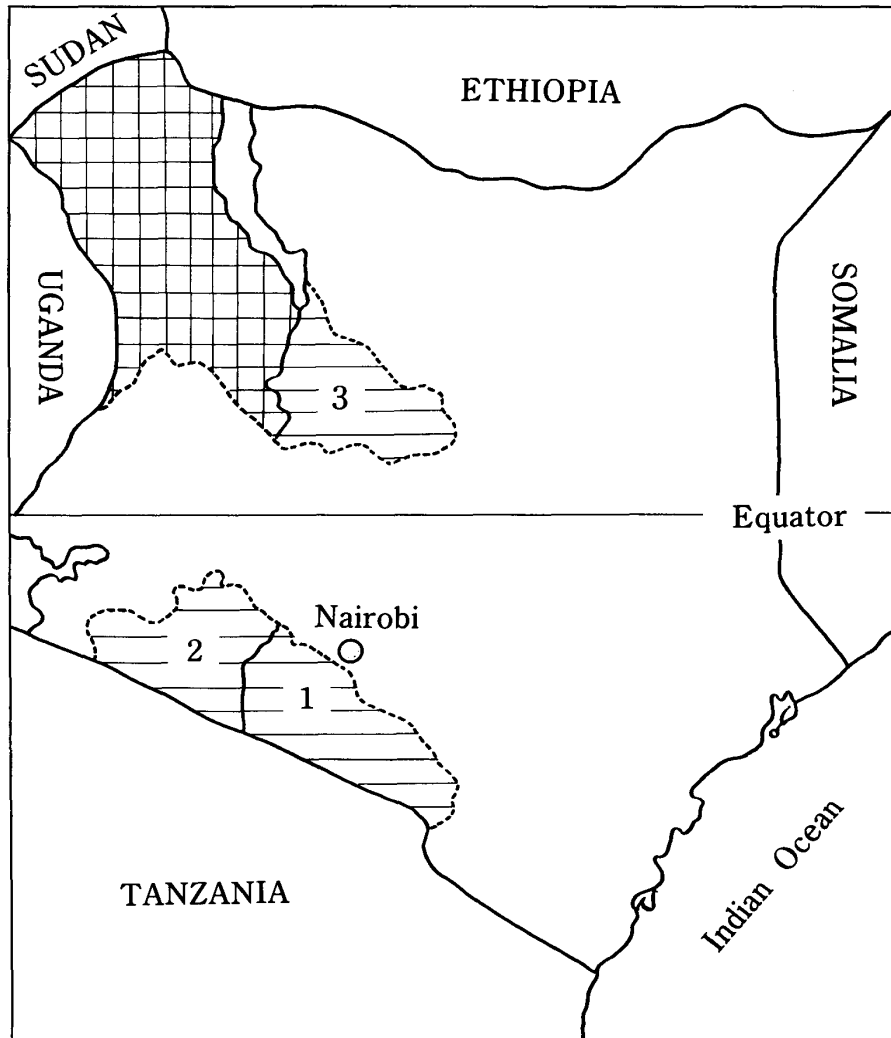 SUDAN
ETHIOPIA
UGANDA
SOMALIA
3
Equator
Nairobi
2
1
TANZANIA
Indian Ocean